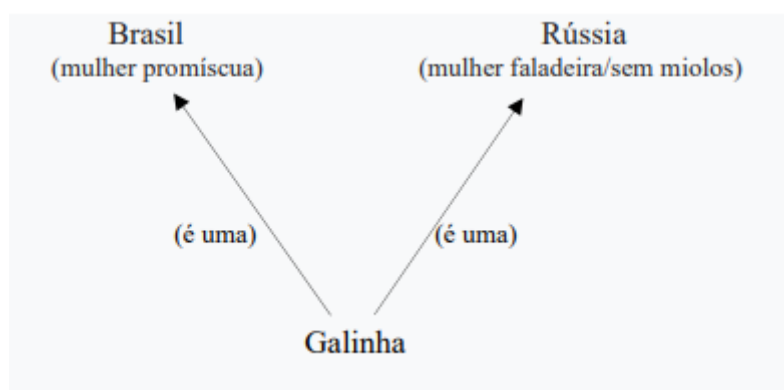 Brasil
(mulher promíscua)
Rússia
(mulher faladeira/sem miolos)
(é uma)
(é uma)
Galinha